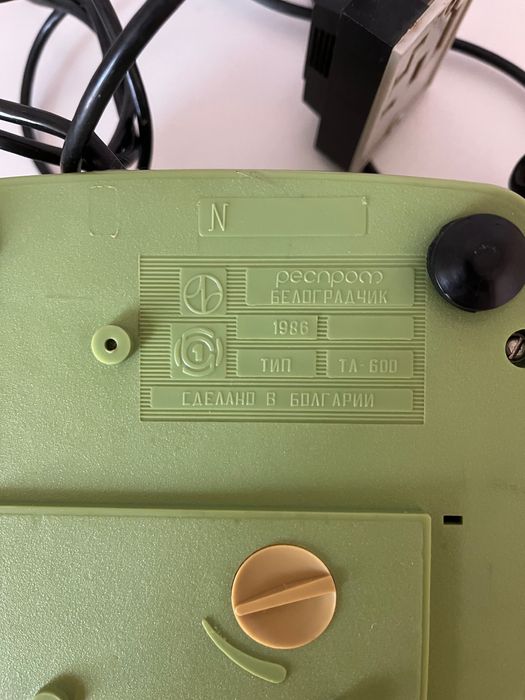 N
респром
БЕЛОГРАДЧИК
1986
ТИП ТА-600
СДЕЛАНО В БОЛГАРИИ